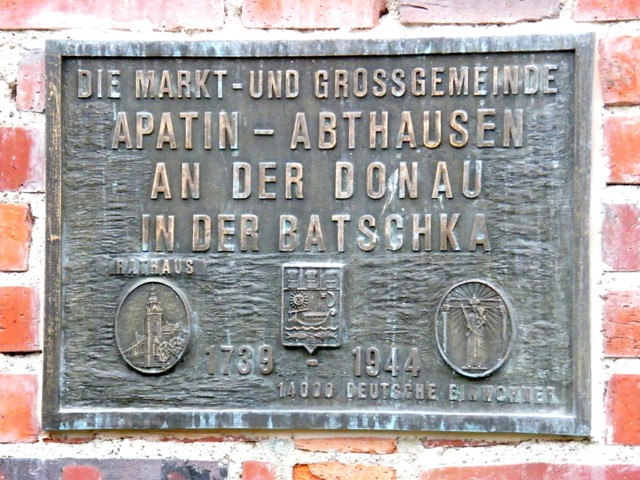 DIE MARKT-UND GROSSGEMEINDE
APATIN – ABTHAUSEN
AN DER DONAU
IN DER BATSCHKA
RATHAUS
1739 - 1944
14000 DEUTSCHE EINWOHNER